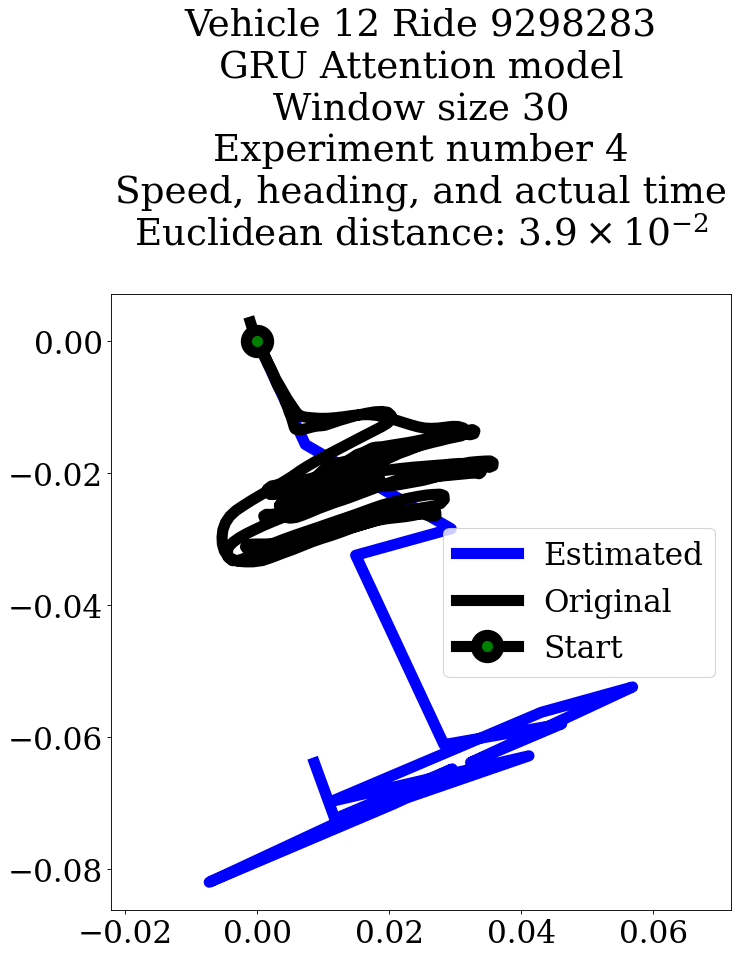 Vehicle 12 Ride 9298283
GRU Attention model
Window size 30
Experiment number 4
Speed, heading, and actual time
Euclidean distance: 3.9 × 10⁻²
0.00
−0.02
−0.04
−0.06
−0.08
Estimated
Original
Start
−0.02 0.00 0.02 0.04 0.06